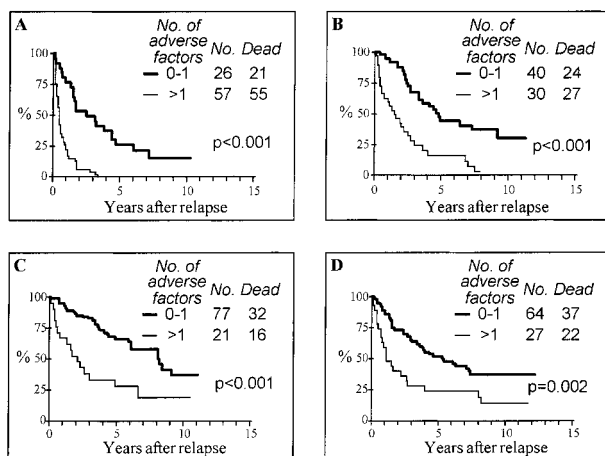 A
No. of
adverse
factors No. Dead
0-1 26 21
>1 57 55
100
75
50
25
0
%
p<0.001
0 5 10 15
Years after relapse
B
No. of
adverse
factors No. Dead
0-1 40 24
>1 30 27
100
75
50
25
0
%
p<0.001
0 5 10 15
Years after relapse
C
No. of
adverse
factors No. Dead
0-1 77 32
>1 21 16
100
75
50
25
0
%
p<0.001
0 5 10 15
Years after relapse
D
No. of
adverse
factors No. Dead
0-1 64 37
>1 27 22
100
75
50
25
0
%
p=0.002
0 5 10 15
Years after relapse